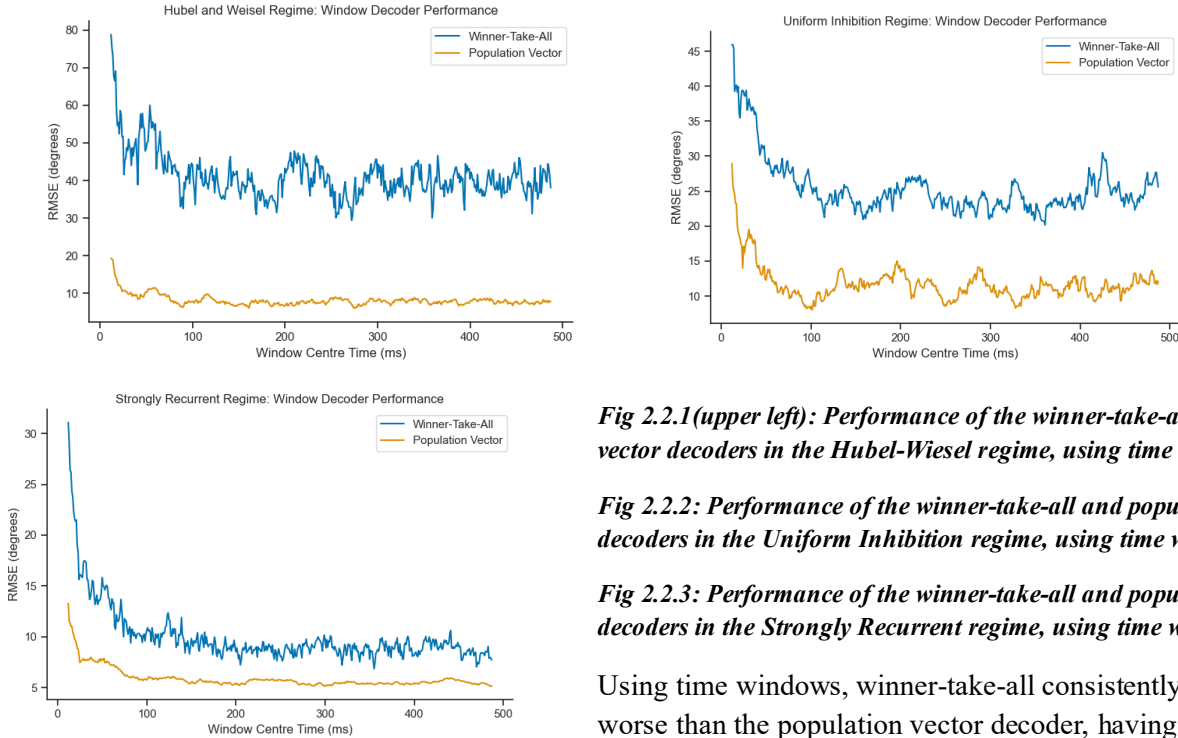 Hubel and Weisel Regime: Window Decoder Performance
Winner-Take-All
Population Vector
80
70
60
50
40
30
20
10
RMSE (degrees)
0 100 200 300 400 500
Window Centre Time (ms)
Uniform Inhibition Regime: Window Decoder Performance
Winner-Take-All
Population Vector
45
40
35
30
25
20
15
10
RMSE (degrees)
0 100 200 300 400 500
Window Centre Time (ms)
Strongly Recurrent Regime: Window Decoder Performance
Winner-Take-All
Population Vector
30
25
20
15
10
5
RMSE (degrees)
0 100 200 300 400 500
Window Centre Time (ms)
Fig 2.2.1(upper left): Performance of the winner-take-a
vector decoders in the Hubel-Wiesel regime, using time
Fig 2.2.2: Performance of the winner-take-all and popu
decoders in the Uniform Inhibition regime, using time w
Fig 2.2.3: Performance of the winner-take-all and popu
decoders in the Strongly Recurrent regime, using time w
Using time windows, winner-take-all consistently
worse than the population vector decoder, having